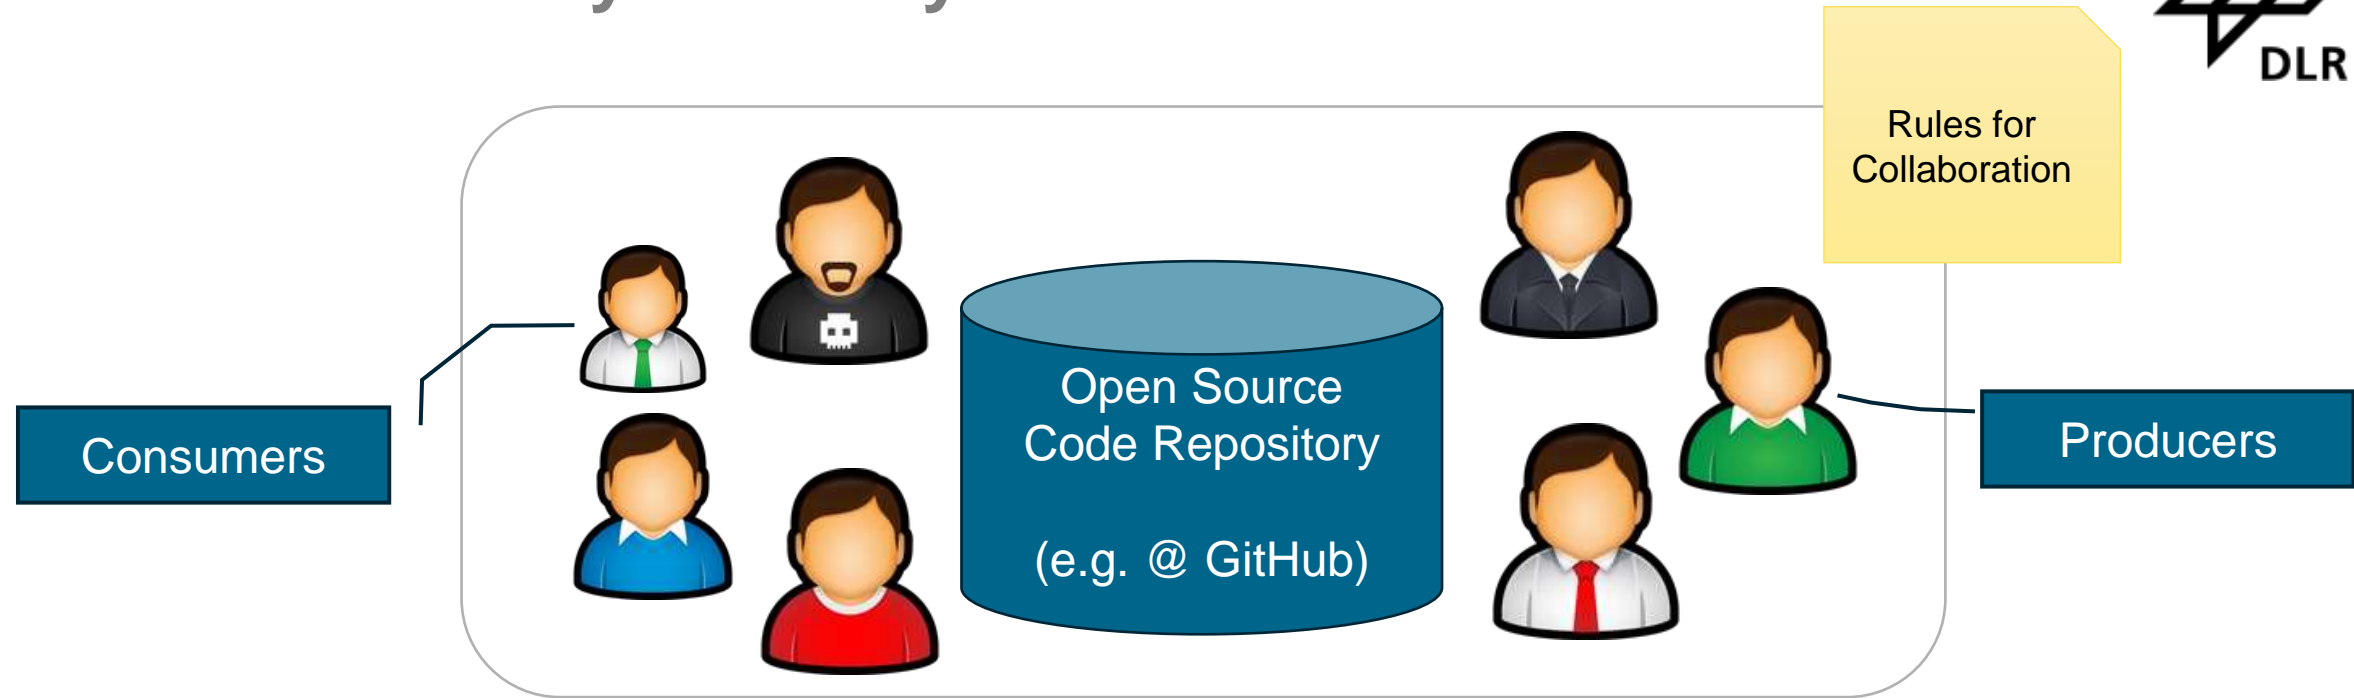 DLR
Rules for
Collaboration
Open Source
Code Repository
(e.g. @ GitHub)
Consumers
Producers